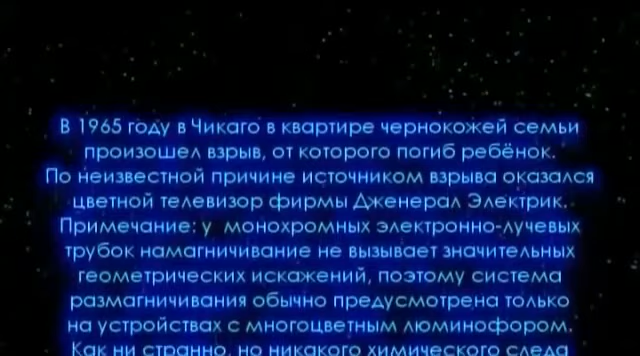 В 1965 году в Чикаго в квартире чернокожей семьи
произошел взрыв, от которого погиб ребёнок.
По неизвестной причине источником взрыва оказался
цветной телевизор фирмы Дженерал Электрик.
Примечание: у монохромных электронно-лучевых
трубок намагничивание не вызывает значительных
геометрических искажений, поэтому система
размагничивания обычно предусмотрена только
на устройствах с многоцветным люминофором.
Как ни странно, но никакого химического следа